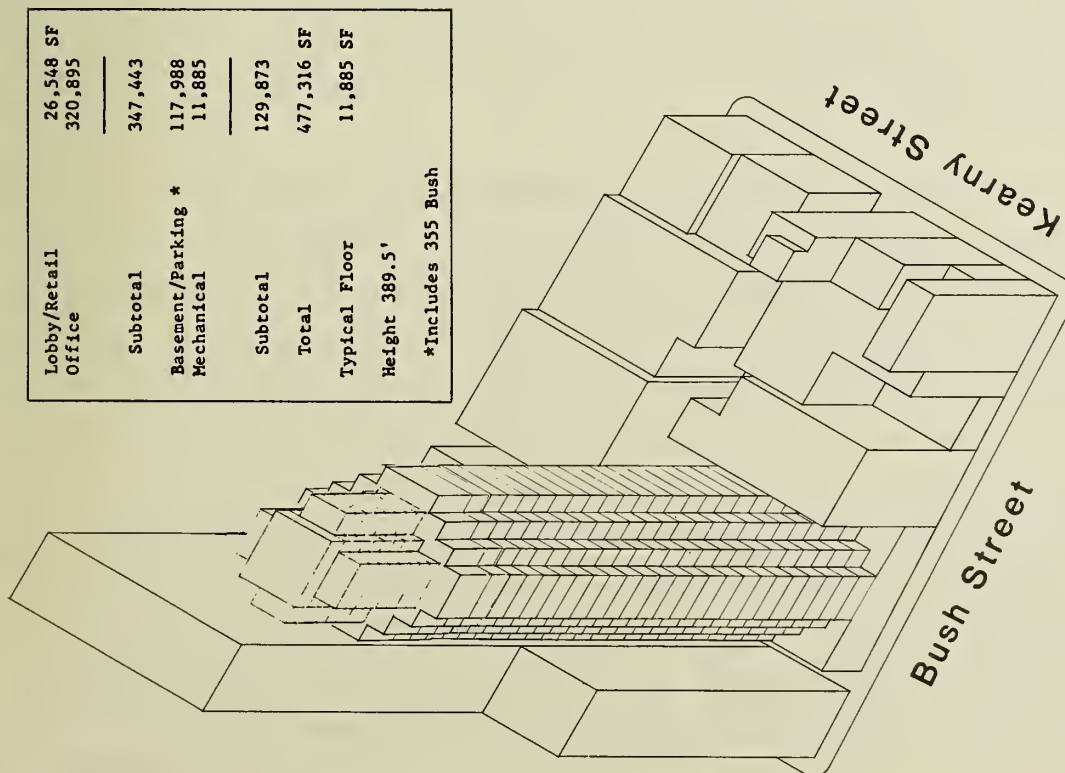 Lobby/Retail 26,548 SF
Office 320,895
Subtotal 347,443
Basement/Parking * 117,988
Mechanical 11,885
Subtotal 129,873
Total 477,316 SF
Typical Floor 11,885 SF
Height 389.5'
*Includes 355 Bush
Bush Street
Kearny Street